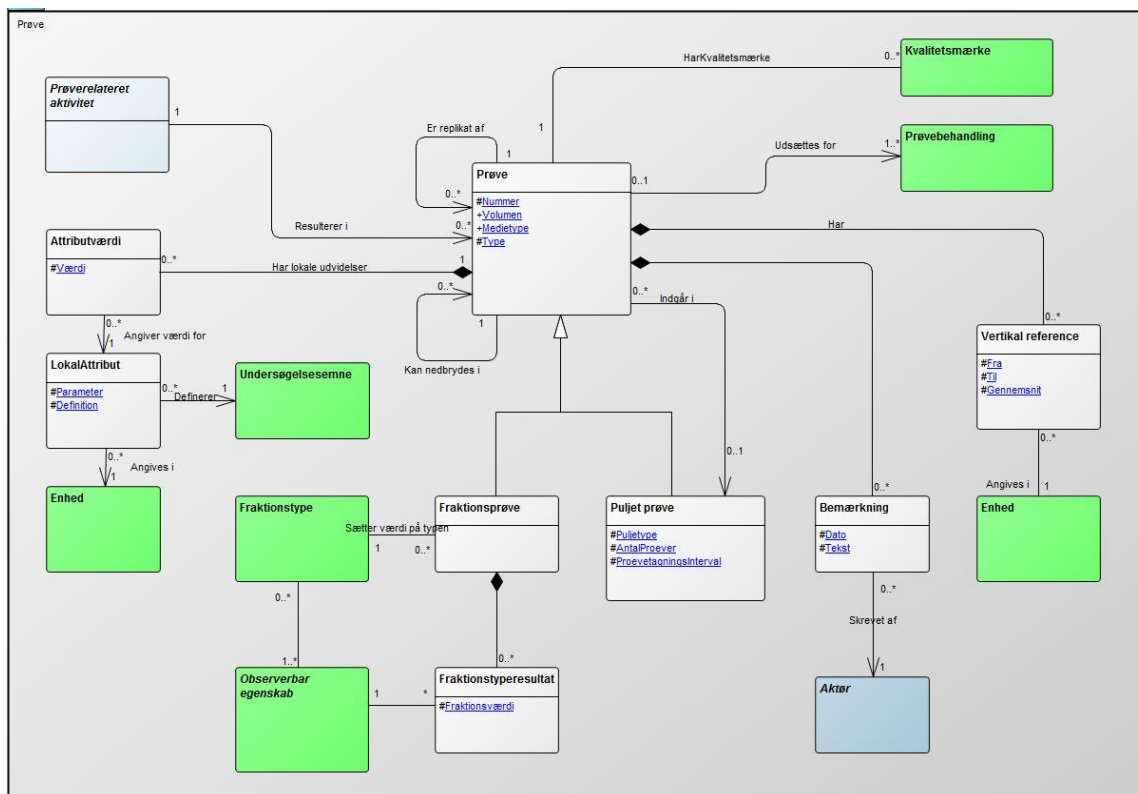 Prøve
HarKvalitetsmærke
0..*
1
Kvalitetsmærke
Prøverelateret
aktivitet
1
Resulterer i
0..*
Er replikat af
1
0..*
Udsættes for
0..1
1..*
Prøvebehandling
Prøve
#Nummer
+Volumen
+Medietype
#Type
Attributværdi
#Værdi
0..*
Har lokale udvidelser
1
0..*
1
Kan nedbrydes i
Har
0..*
Indgår i
0..*
0..1
0..*
Angiver værdi for
1
LokalAttribut
#Parameter
#Definition
0..*
Definerer
1
Undersøgelsesemne
0..*
Angives i
1
Enhed
Vertikal reference
#Fra
#Til
#Gennemsnit
0..*
Angives i
1
Enhed
Fraktionstype
Sætter værdi på typen
1
0..*
Fraktionsprøve
Puljet prøve
#Puljetype
#AntalProever
#ProevetagningsInterval
0..*
Bemærkning
#Dato
#Tekst
0..*
Skrevet af
1
Aktør
0..*
1..*
Observerbar
egenskab
1
*
0..*
Fraktionstyperesultat
#Fraktionsværdi